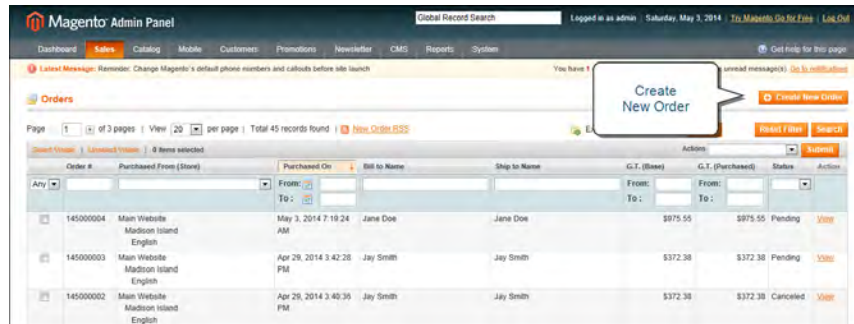 Magento Admin Panel
Global Record Search
Logged in as admin | Saturday, May 3, 2014 | Try Magento Go for Free | Log Out
Dashboard Sales Catalog Mobile Customers Promotions Newsletter CMS Reports System
Get help for this page
Latest Message: Reminder: Change Magento's default phone numbers and callouts before site launch
You have 1
unread message(s). Go to notifications
Create
New Order
Orders
Create New Order
Page 1 of 3 pages | View 20 per page | Total 45 records found | New Order RSS
Reset Filter Search
Select Visible | Unselect Visible | 0 items selected
Actions Submit
Order # Purchased From (Store) Purchased On Bill to Name Ship to Name G.T. (Base) G.T. (Purchased) Status Action
Any From: From: From:
To: To: To:
145000004 Main Website May 3, 2014 7:19:24 Jane Doe Jane Doe $975.55 $975.55 Pending View
Madison Island AM
English
145000003 Main Website Apr 29, 2014 3:42:28 Jay Smith Jay Smith $372.38 $372.38 Pending View
Madison Island PM
English
145000002 Main Website Apr 29, 2014 3:40:36 Jay Smith Jay Smith $372.38 $372.38 Canceled View
Madison Island PM
English